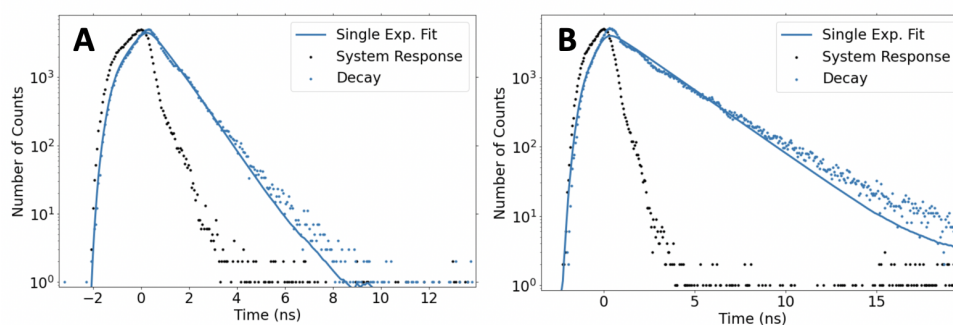 A
Single Exp. Fit
System Response
Decay
Number of Counts
10³
10²
10¹
10⁰
−2 0 2 4 6 8 10 12
Time (ns)
B
Single Exp. Fit
System Response
Decay
Number of Counts
10³
10²
10¹
10⁰
0 5 10 15
Time (ns)